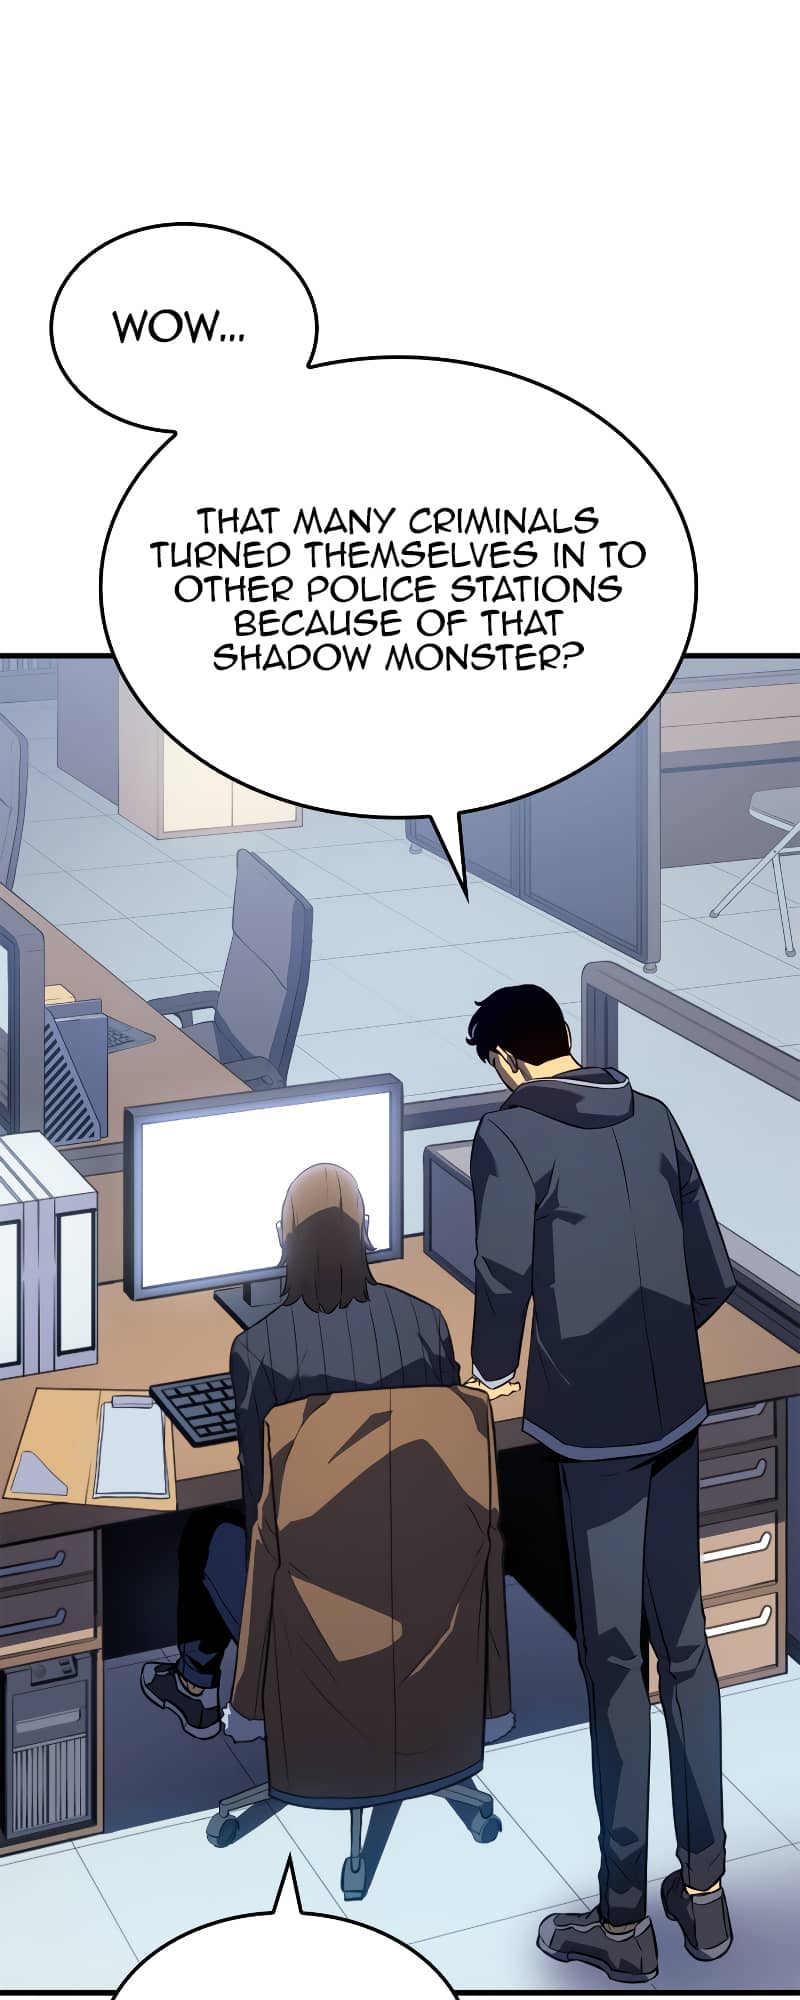 WOW...
THAT MANY CRIMINALS
TURNED THEMSELVES IN TO
OTHER POLICE STATIONS
BECAUSE OF THAT
SHADOW MONSTER?